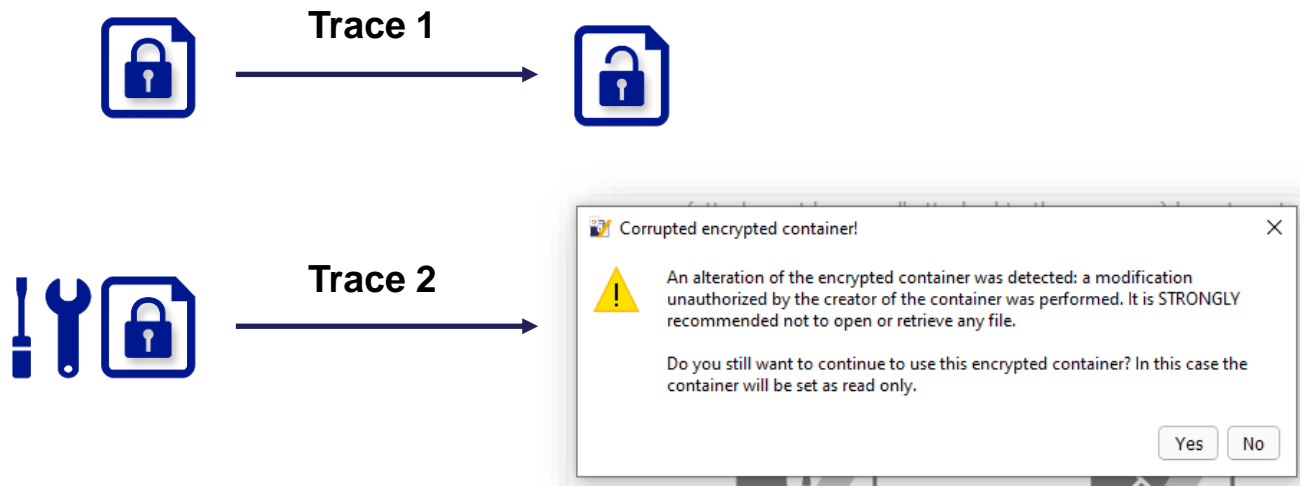 Trace 1
Corrupted encrypted container!
An alteration of the encrypted container was detected: a modification
unauthorized by the creator of the container was performed. It is STRONGLY
recommended not to open or retrieve any file.
Trace 2
Do you still want to continue to use this encrypted container? In this case the
container will be set as read only.
Yes No